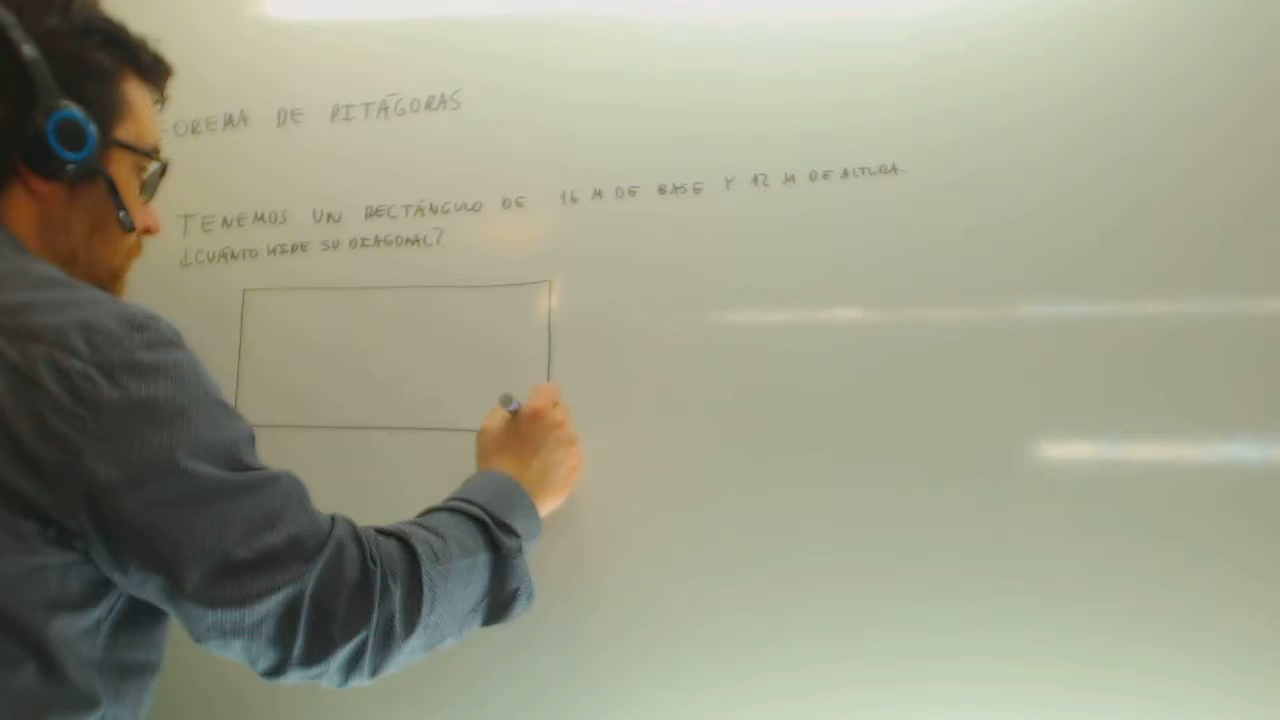 OREMA DE PITÁGORAS
TENEMOS UN RECTÁNGULO DE 16 M DE BASE Y 12 M DE ALTURA.
¿CUÁNTO MIDE SU DIAGONAL?